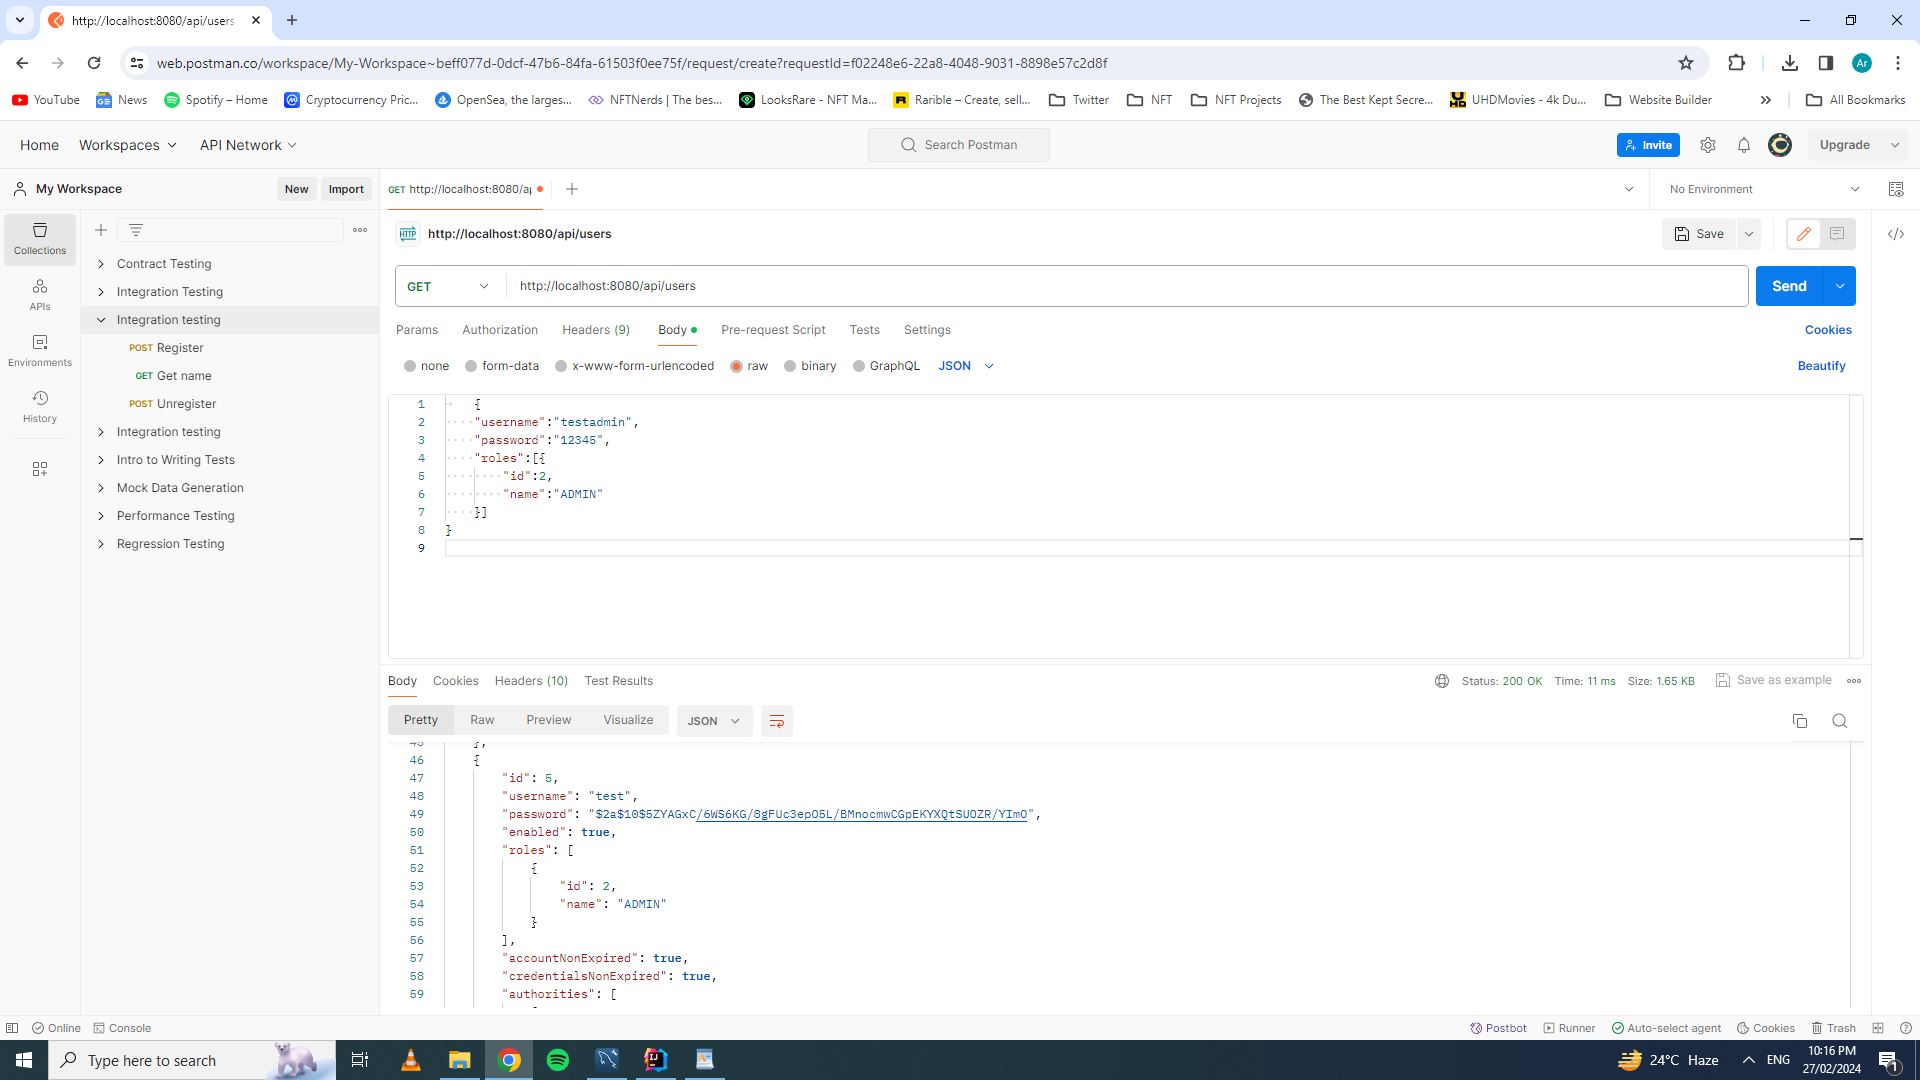 http://localhost:8080/api/users
web.postman.co/workspace/My-Workspace~beff077d-0dcf-47b6-84fa-61503f0ee75f/request/create?requestId=f02248e6-22a8-4048-9031-8898e57c2d8f
Ar
YouTube News Spotify – Home Cryptocurrency Pric... OpenSea, the larges... NFTNerds | The bes... LooksRare - NFT Ma... Rarible – Create, sell... Twitter NFT NFT Projects The Best Kept Secre... UHDMovies - 4k Du... Website Builder » All Bookmarks
Home Workspaces API Network Search Postman Invite Upgrade
My Workspace New Import GET http://localhost:8080/a No Environment
Collections
APIs
Environments
History
Contract Testing
Integration Testing
Integration testing
POST Register
GET Get name
POST Unregister
Integration testing
Intro to Writing Tests
Mock Data Generation
Performance Testing
Regression Testing
HTTP http://localhost:8080/api/users Save
GET http://localhost:8080/api/users Send
Params Authorization Headers (9) Body Pre-request Script Tests Settings Cookies
none form-data x-www-form-urlencoded raw binary GraphQL JSON Beautify
1 {
2 "username":"testadmin",
3 "password":"12345",
4 "roles":[{
5 "id":2,
6 "name":"ADMIN"
7 }]
8 }
9
Body Cookies Headers (10) Test Results Status: 200 OK Time: 11 ms Size: 1.65 KB Save as example
Pretty Raw Preview Visualize JSON
45 },
46 {
47 "id": 5,
48 "username": "test",
49 "password": "$2a$10$5ZYAGxC/6WS6KG/8gFUc3epO5L/BMnocmwCGpEKYXQtSUOZR/YImO",
50 "enabled": true,
51 "roles": [
52 {
53 "id": 2,
54 "name": "ADMIN"
55 }
56 ],
57 "accountNonExpired": true,
58 "credentialsNonExpired": true,
59 "authorities": [
Online Console Postbot Runner Auto-select agent Cookies Trash
Type here to search 24°C Haze ENG 10:16 PM
27/02/2024 1